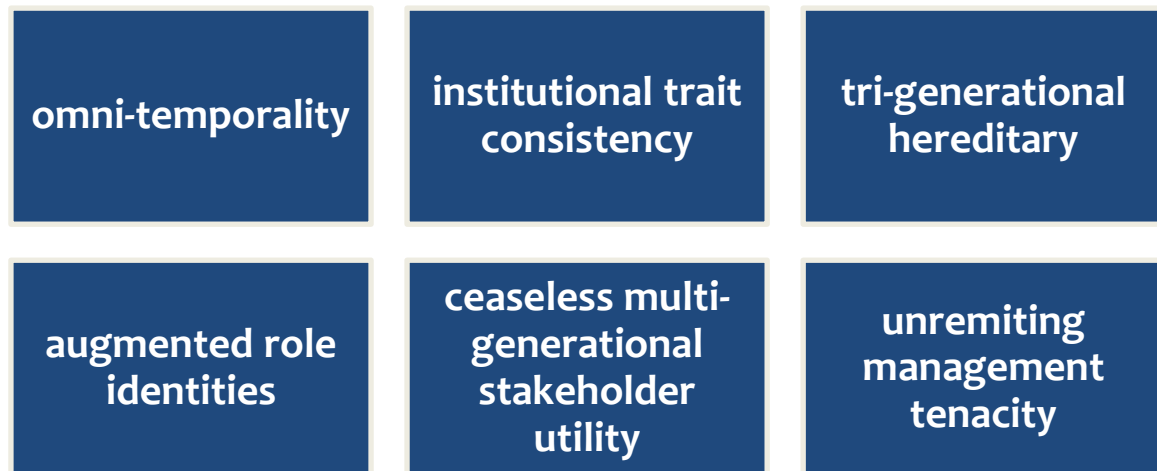 omni-temporality
institutional trait
consistency
tri-generational
hereditary
augmented role
identities
ceaseless multi-
generational
stakeholder
utility
unremiting
management
tenacity